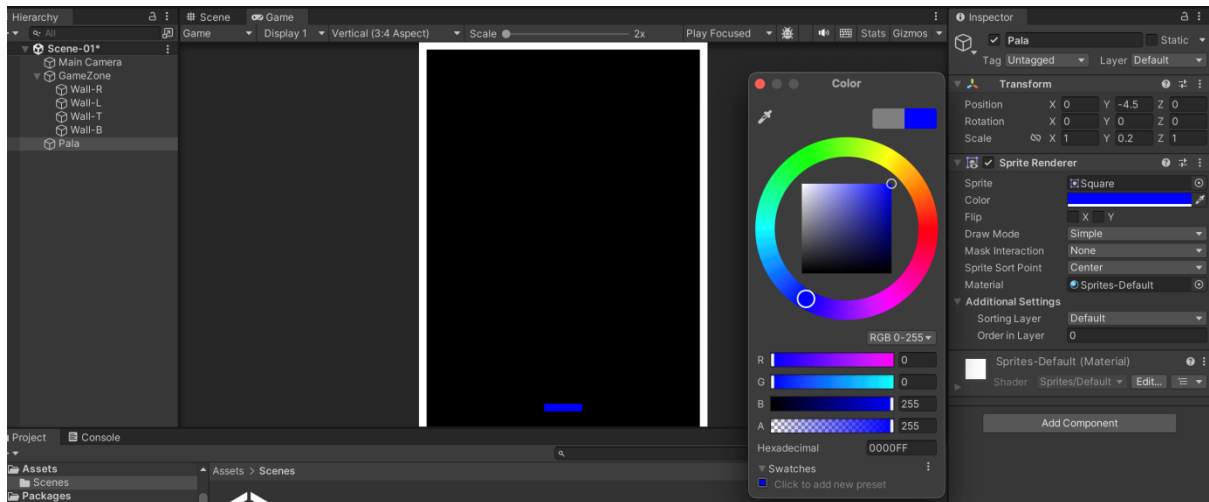 Hierarchy
All
Scene-01*
Main Camera
GameZone
Wall-R
Wall-L
Wall-T
Wall-B
Pala
Scene Game
Game Display 1 Vertical (3:4 Aspect) Scale 2x Play Focused Stats Gizmos
Color
RGB 0-255
R 0
G 0
B 255
A 255
Hexadecimal 0000FF
Swatches
Click to add new preset
Inspector
Pala Static
Tag Untagged Layer Default
Transform
Position X 0 Y -4.5 Z 0
Rotation X 0 Y 0 Z 0
Scale X 1 Y 0.2 Z 1
Sprite Renderer
Sprite Square
Color
Flip X Y
Draw Mode Simple
Mask Interaction None
Sprite Sort Point Center
Material Sprites-Default
Additional Settings
Sorting Layer Default
Order in Layer 0
Sprites-Default (Material)
Shader Sprites/Default Edit...
Add Component
Project Console
Assets
Scenes
Packages
Assets > Scenes